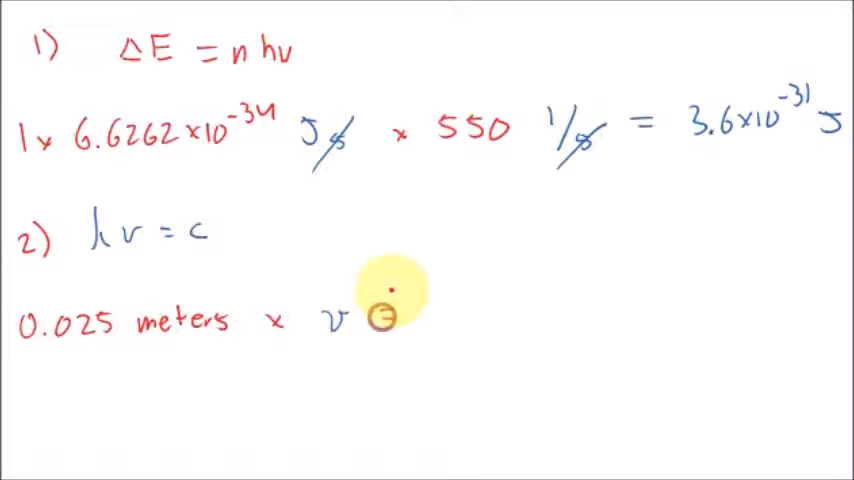 1) ΔE = n hν
1 x 6.6262 x 10^-34 J s x 550 1/s = 3.6 x 10^-31 J
2) λν = c
0.025 meters x ν =